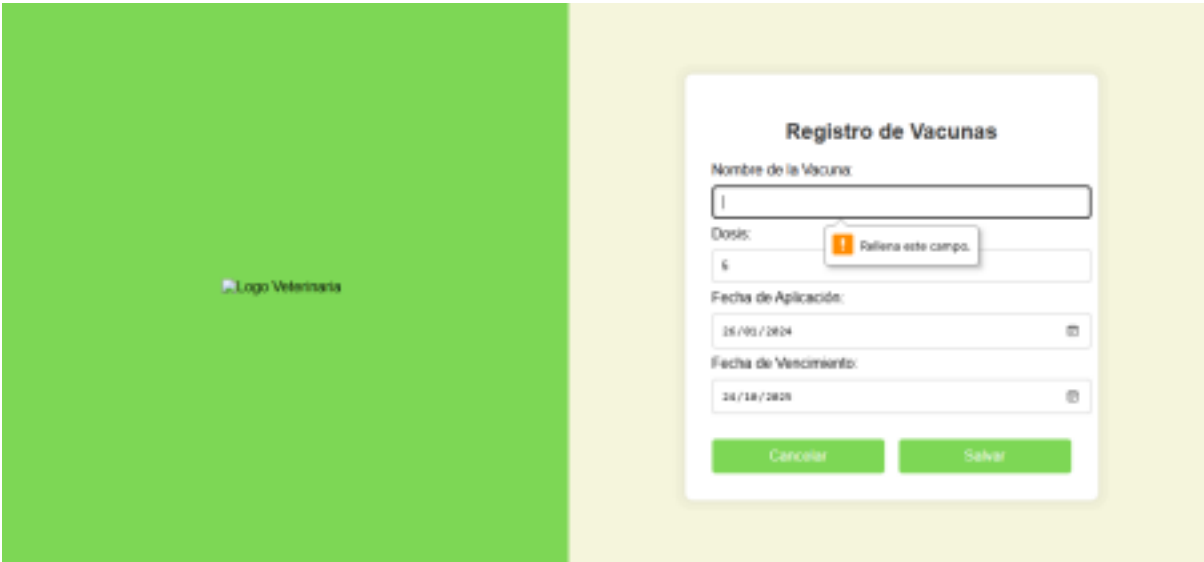 Logo Veterinaria
Registro de Vacunas
Nombre de la Vacuna:
Rellena este campo.
Dosis:
Fecha de Aplicación:
26/01/2024
Fecha de Vencimiento:
Cancelar
Salvar